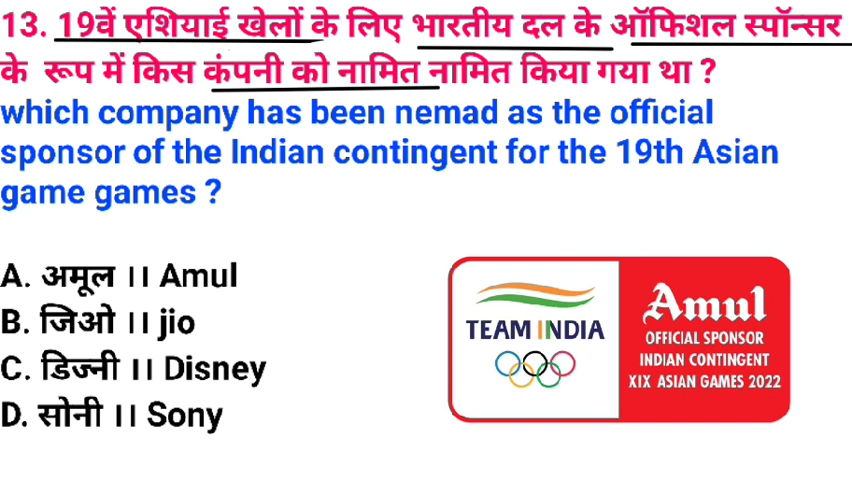 13. 19वें एशियाई खेलों के लिए भारतीय दल के ऑफिशल स्पॉन्सर
के रूप में किस कंपनी को नामित नामित किया गया था ?
which company has been nemad as the official
sponsor of the Indian contingent for the 19th Asian
game games ?
A. अमूल ।। Amul
B. जिओ ।। jio
C. डिज्नी ।। Disney
D. सोनी ।। Sony
TEAM INDIA
Amul
OFFICIAL SPONSOR
INDIAN CONTINGENT
XIX ASIAN GAMES 2022